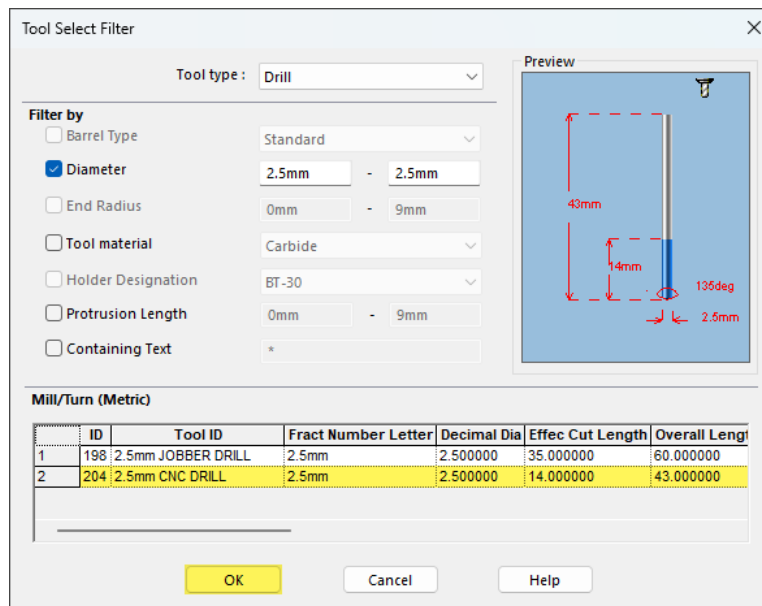 Tool Select Filter
Tool type : Drill
Preview
Filter by
Barrel Type Standard
Diameter 2.5mm - 2.5mm
End Radius 0mm - 9mm
Tool material Carbide
Holder Designation BT-30
Protrusion Length 0mm - 9mm
Containing Text *
43mm
14mm
135deg
2.5mm
Mill/Turn (Metric)
ID Tool ID Fract Number Letter Decimal Dia Effec Cut Length Overall Lengt
1 198 2.5mm JOBBER DRILL 2.5mm 2.500000 35.000000 60.000000
2 204 2.5mm CNC DRILL 2.5mm 2.500000 14.000000 43.000000
OK Cancel Help